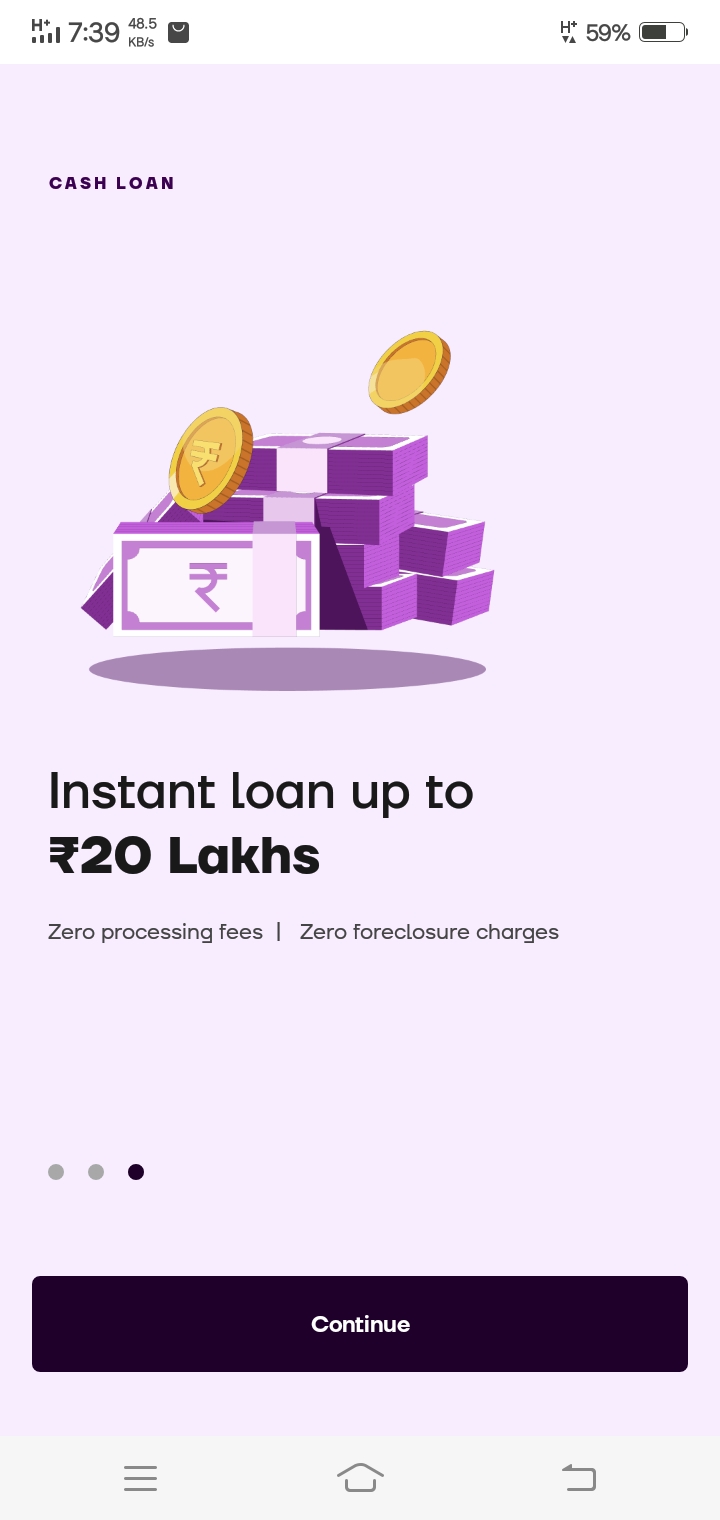 H+ 7:39 48.5 KB/s H+ 59%
CASH LOAN
₹
₹
Instant loan up to
₹20 Lakhs
Zero processing fees | Zero foreclosure charges
Continue